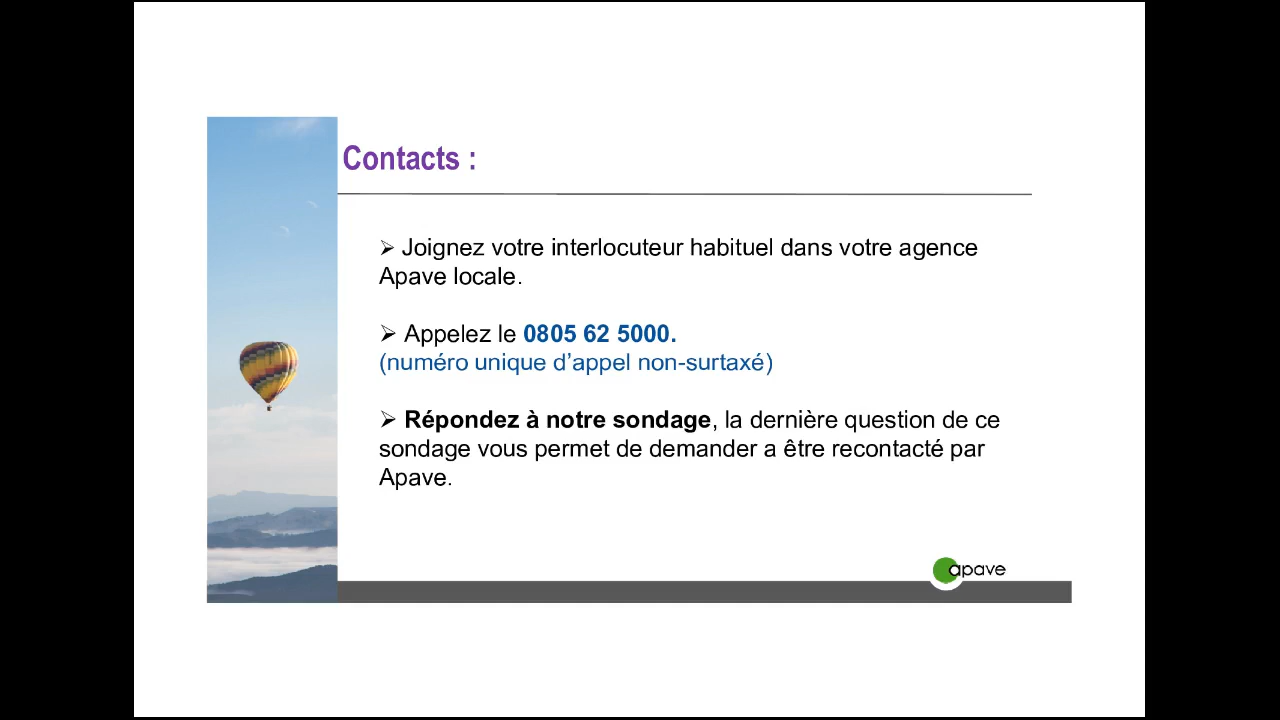 Contacts :
➢ Joignez votre interlocuteur habituel dans votre agence
Apave locale.
➢ Appelez le 0805 62 5000.
(numéro unique d’appel non-surtaxé)
➢ Répondez à notre sondage, la dernière question de ce
sondage vous permet de demander a être recontacté par
Apave.
apave